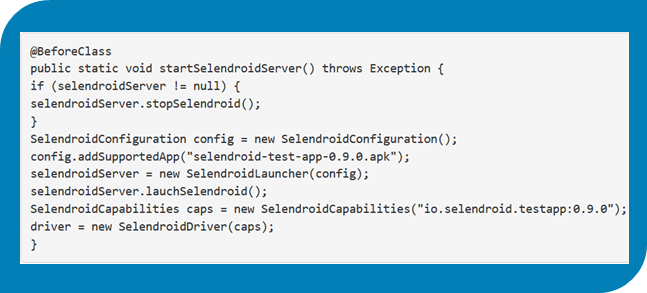 @BeforeClass
public static void startSelendroidServer() throws Exception {
if (selendroidServer != null) {
selendroidServer.stopSelendroid();
}
SelendroidConfiguration config = new SelendroidConfiguration();
config.addSupportedApp("selendroid-test-app-0.9.0.apk");
selendroidServer = new SelendroidLauncher(config);
selendroidServer.lauchSelendroid();
SelendroidCapabilities caps = new SelendroidCapabilities("io.selendroid.testapp:0.9.0");
driver = new SelendroidDriver(caps);
}